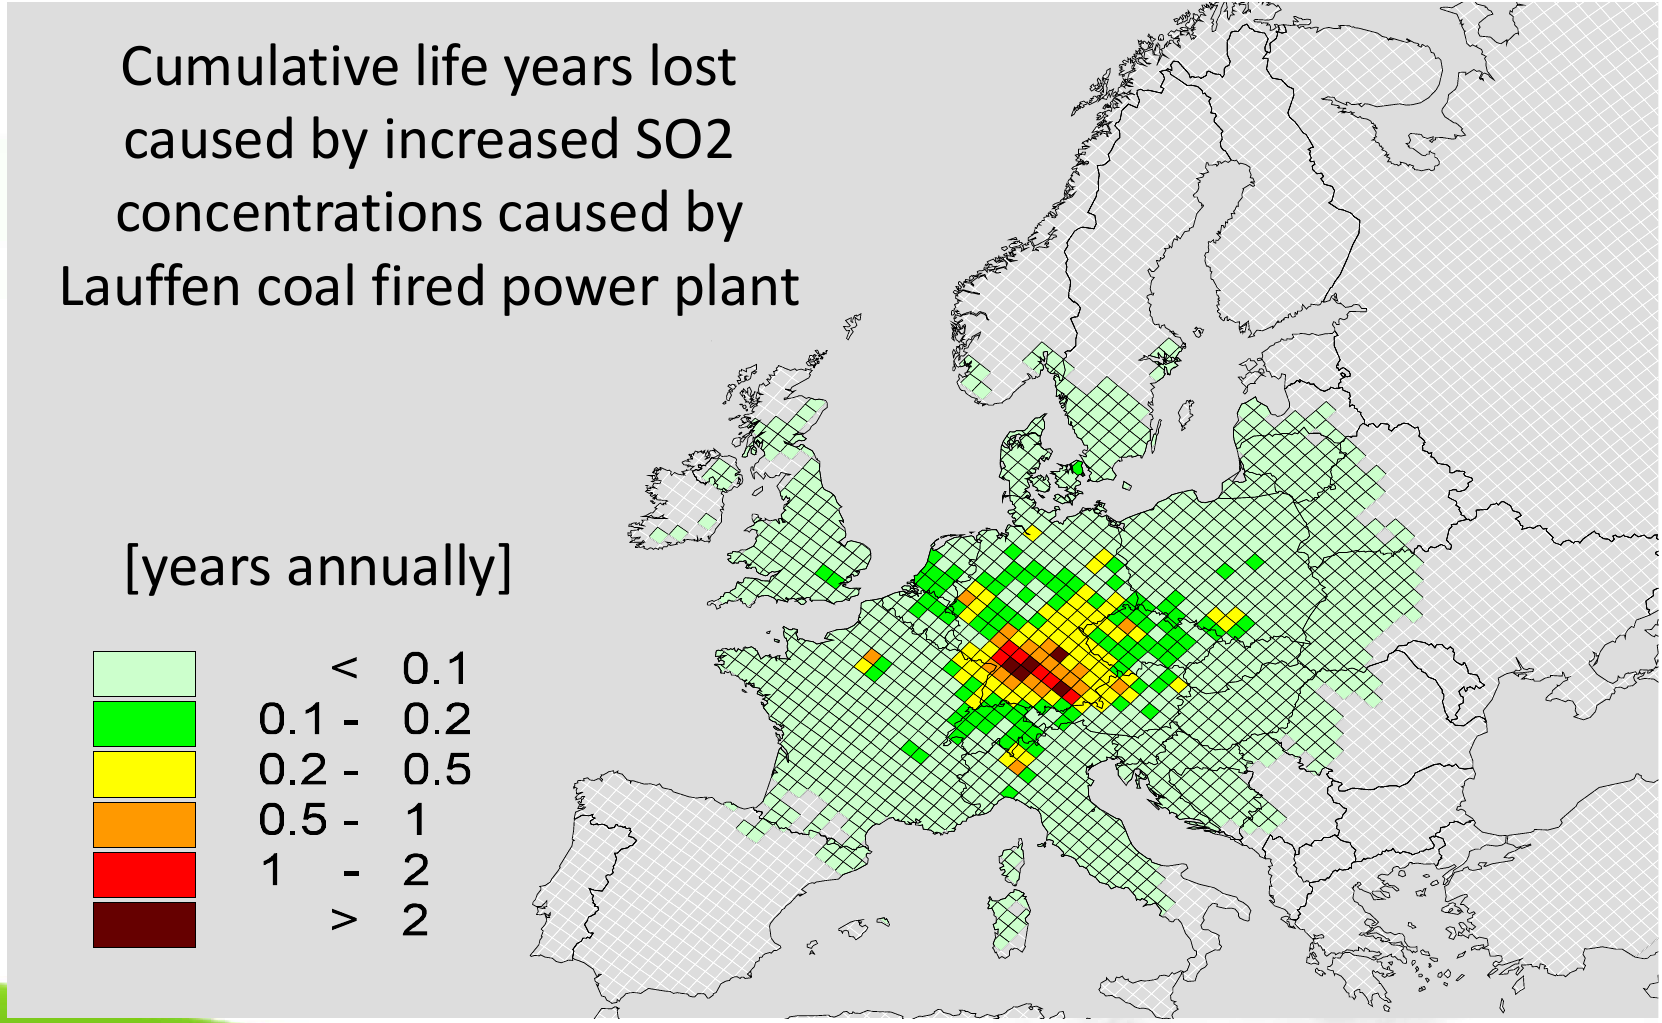 Cumulative life years lost
caused by increased SO2
concentrations caused by
Lauffen coal fired power plant
[years annually]
< 0.1
0.1 - 0.2
0.2 - 0.5
0.5 - 1
1 - 2
> 2